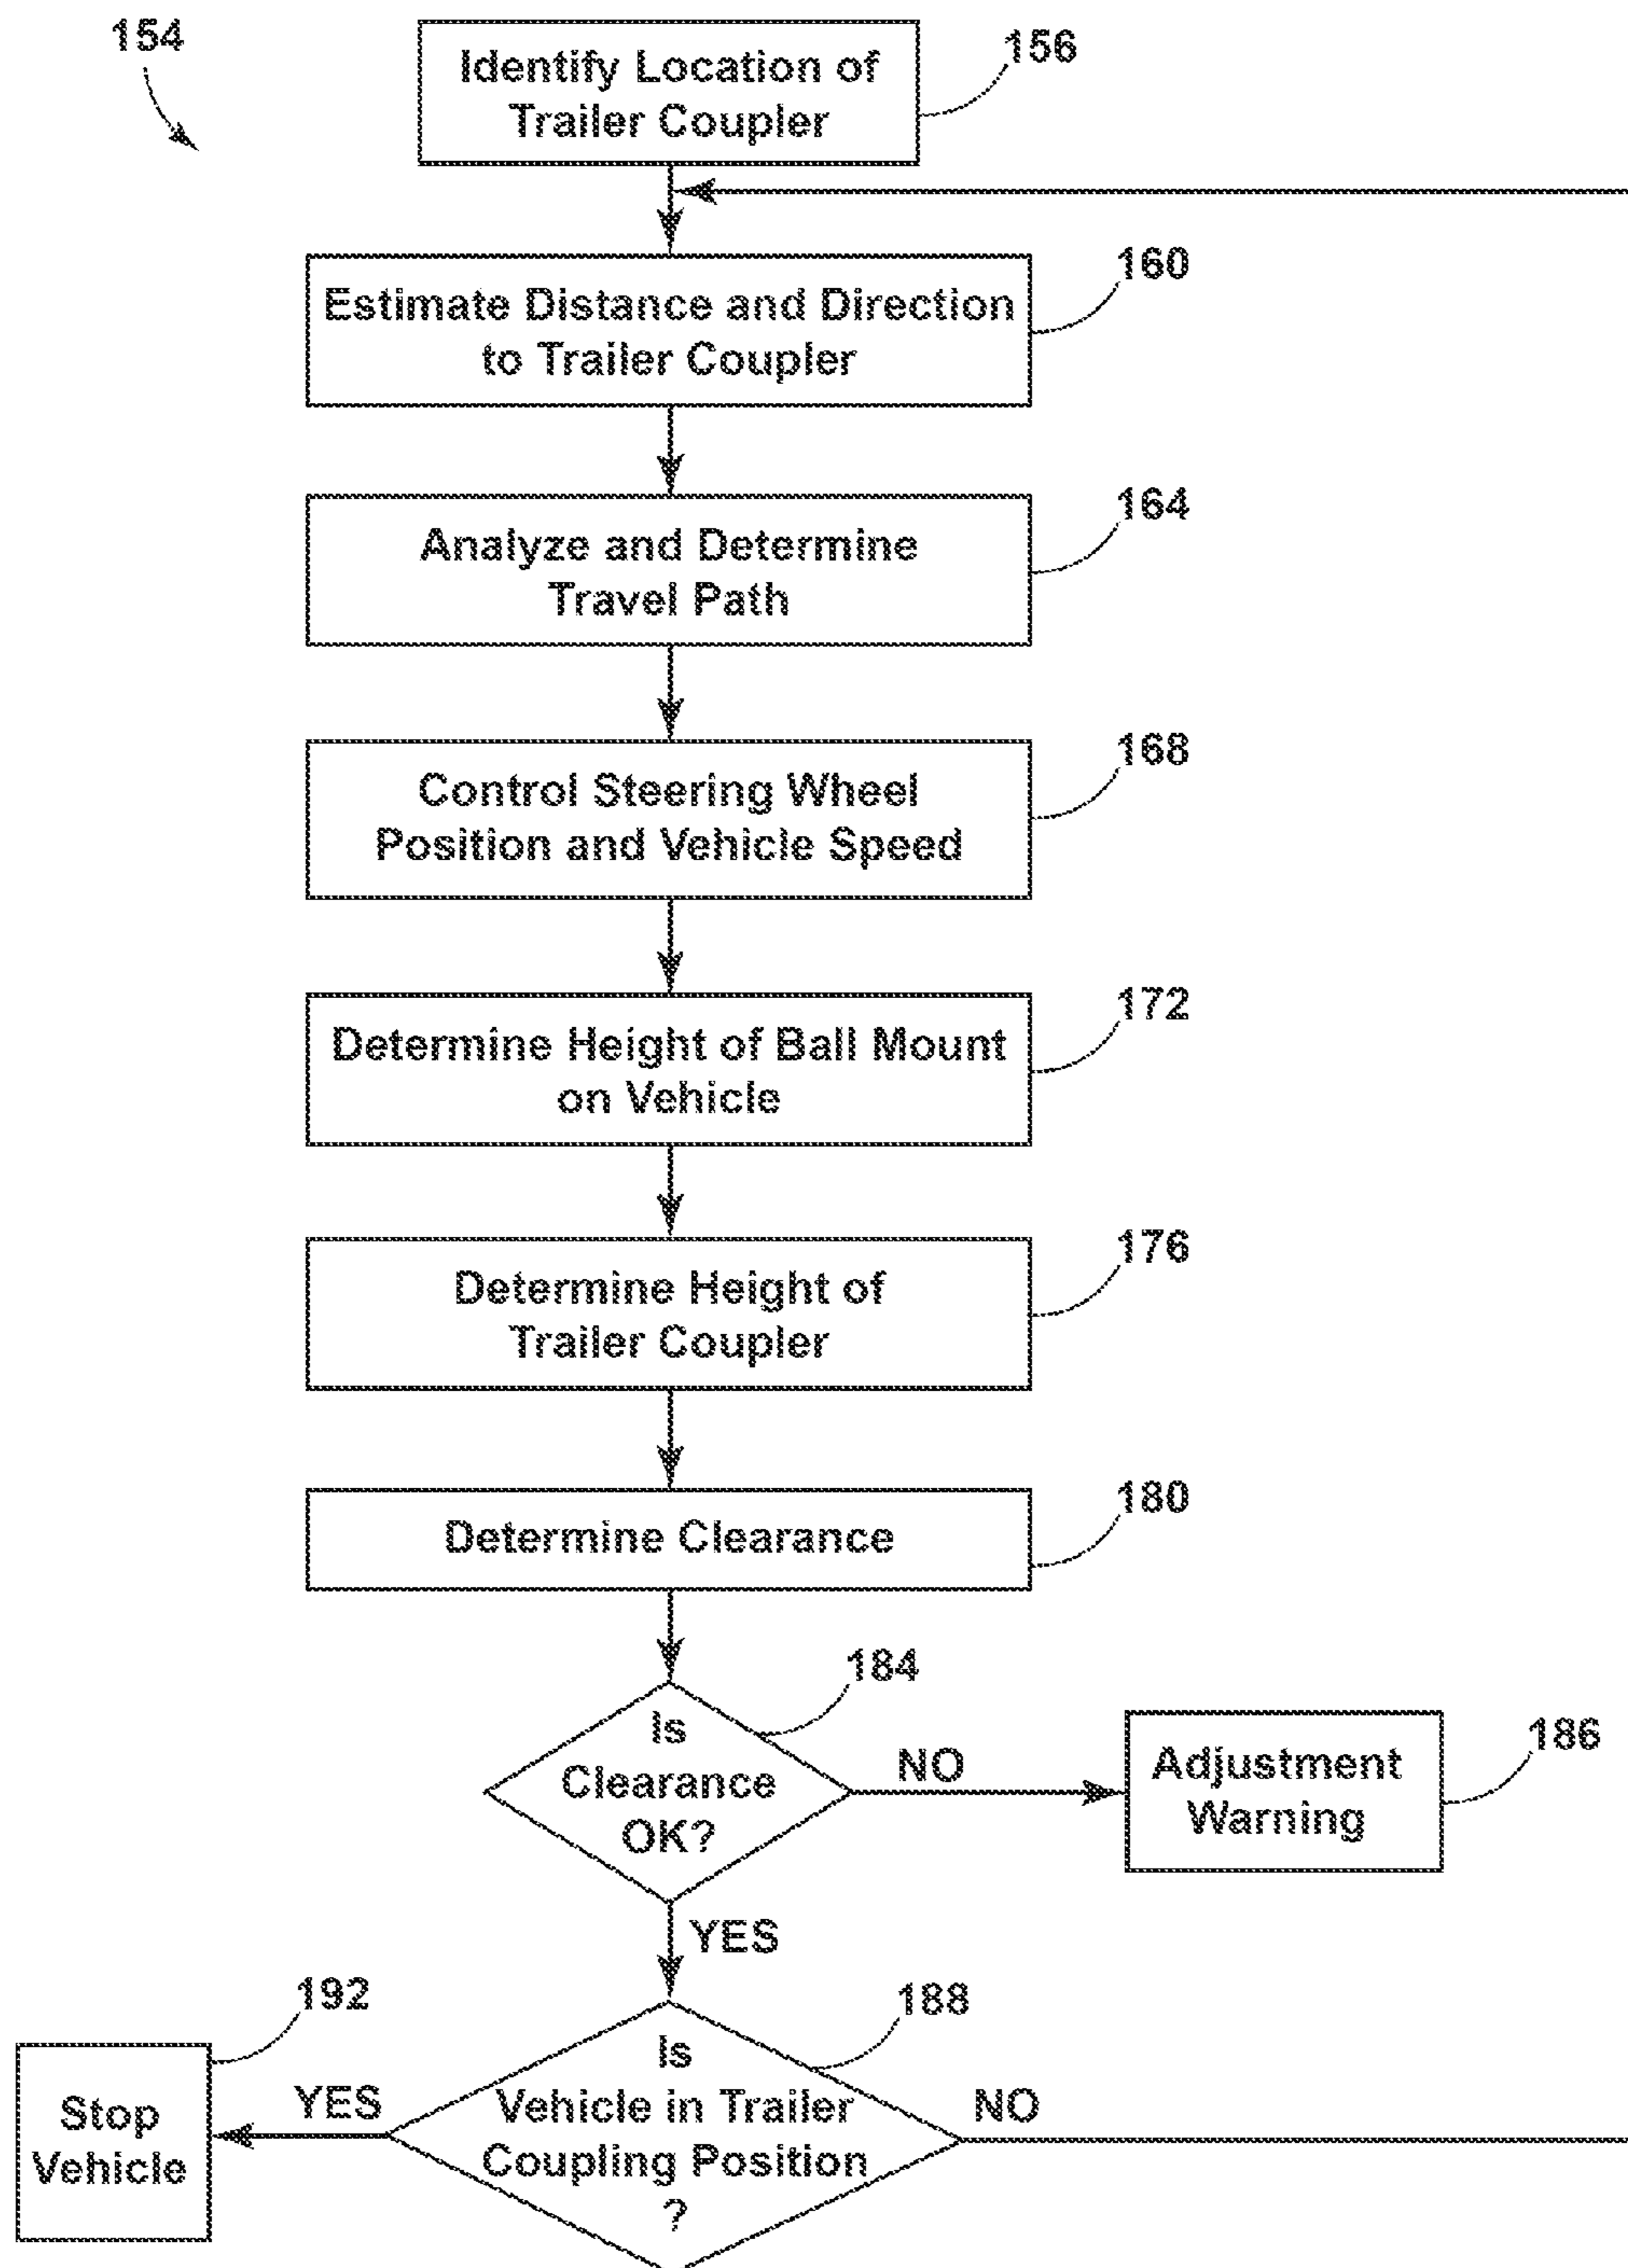 154
Identify Location of
Trailer Coupler
156
160
Estimate Distance and Direction
to Trailer Coupler
164
Analyze and Determine
Travel Path
168
Control Steering Wheel
Position and Vehicle Speed
172
Determine Height of Ball Mount
on Vehicle
176
Determine Height of
Trailer Coupler
180
Determine Clearance
184
Is
Clearance
OK?
NO
Adjustment
Warning
186
YES
192
188
Is
Vehicle in Trailer
Coupling Position
?
YES
NO
Stop
Vehicle